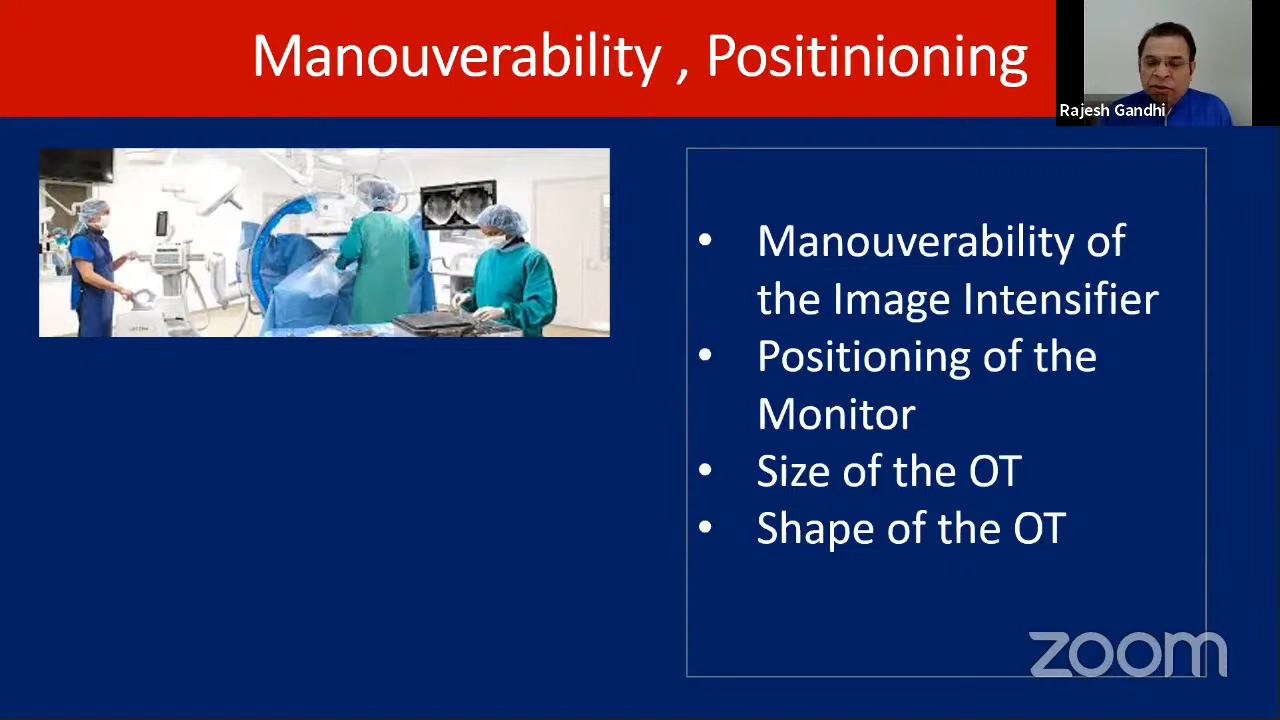 Manouverability , Positinioning
Rajesh Gandhi
• Manouverability of
the Image Intensifier
• Positioning of the
Monitor
• Size of the OT
• Shape of the OT
zoom